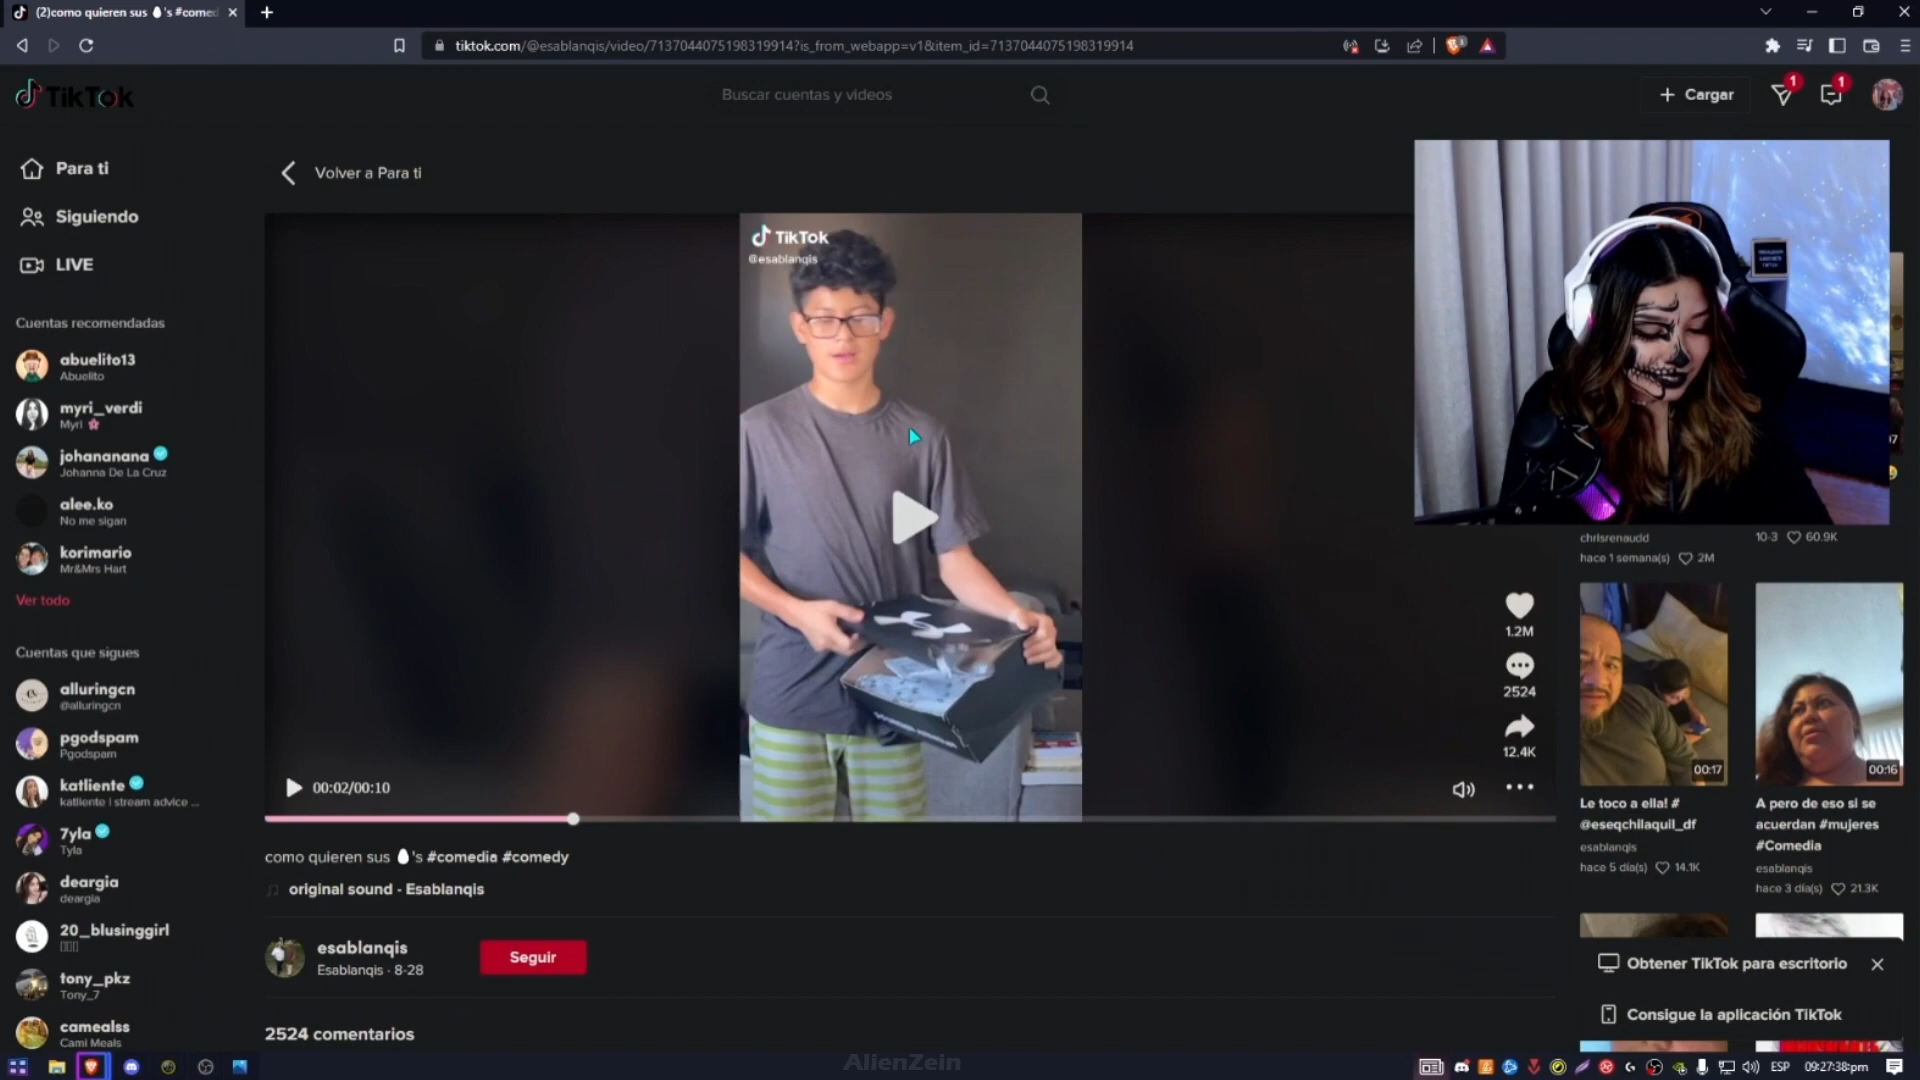 (2)como quieren sus 🥚's #comed
tiktok.com/@esablanqis/video/7137044075198319914?is_from_webapp=v1&item_id=7137044075198319914
TikTok
Buscar cuentas y videos
Cargar
1
1
Para ti
Siguiendo
LIVE
Volver a Para ti
TikTok
@esablanqis
Cuentas recomendadas
abuelito13
Abuelito
myri_verdi
Myri 🌸
johananana
Johanna De La Cruz
alee.ko
No me sigan
korimario
Mr&Mrs Hart
Ver todo
Cuentas que sigues
alluringcn
@alluringcn
pgodspam
Pgodspam
katliente
katliente | stream advice ...
7yla
Tyla
deargia
deargia
20_blusinggirl
tony_pkz
Tony_7
camealss
Cami Meals
00:02/00:10
1.2M
2524
12.4K
como quieren sus 🥚's #comedia #comedy
original sound - Esablanqis
esablanqis
Esablanqis · 8-28
Seguir
2524 comentarios
chrisrenaudd
hace 1 semana(s) 2M
10-3 60.9K
00:17
00:16
Le toco a ella! #
@eseqchilaquil_df
esablanqis
hace 5 día(s) 14.1K
A pero de eso si se
acuerdan #mujeres
#Comedia
esablanqis
hace 3 día(s) 21.3K
Obtener TikTok para escritorio
Consigue la aplicación TikTok
AlienZein
ESP
09:27:38:pm